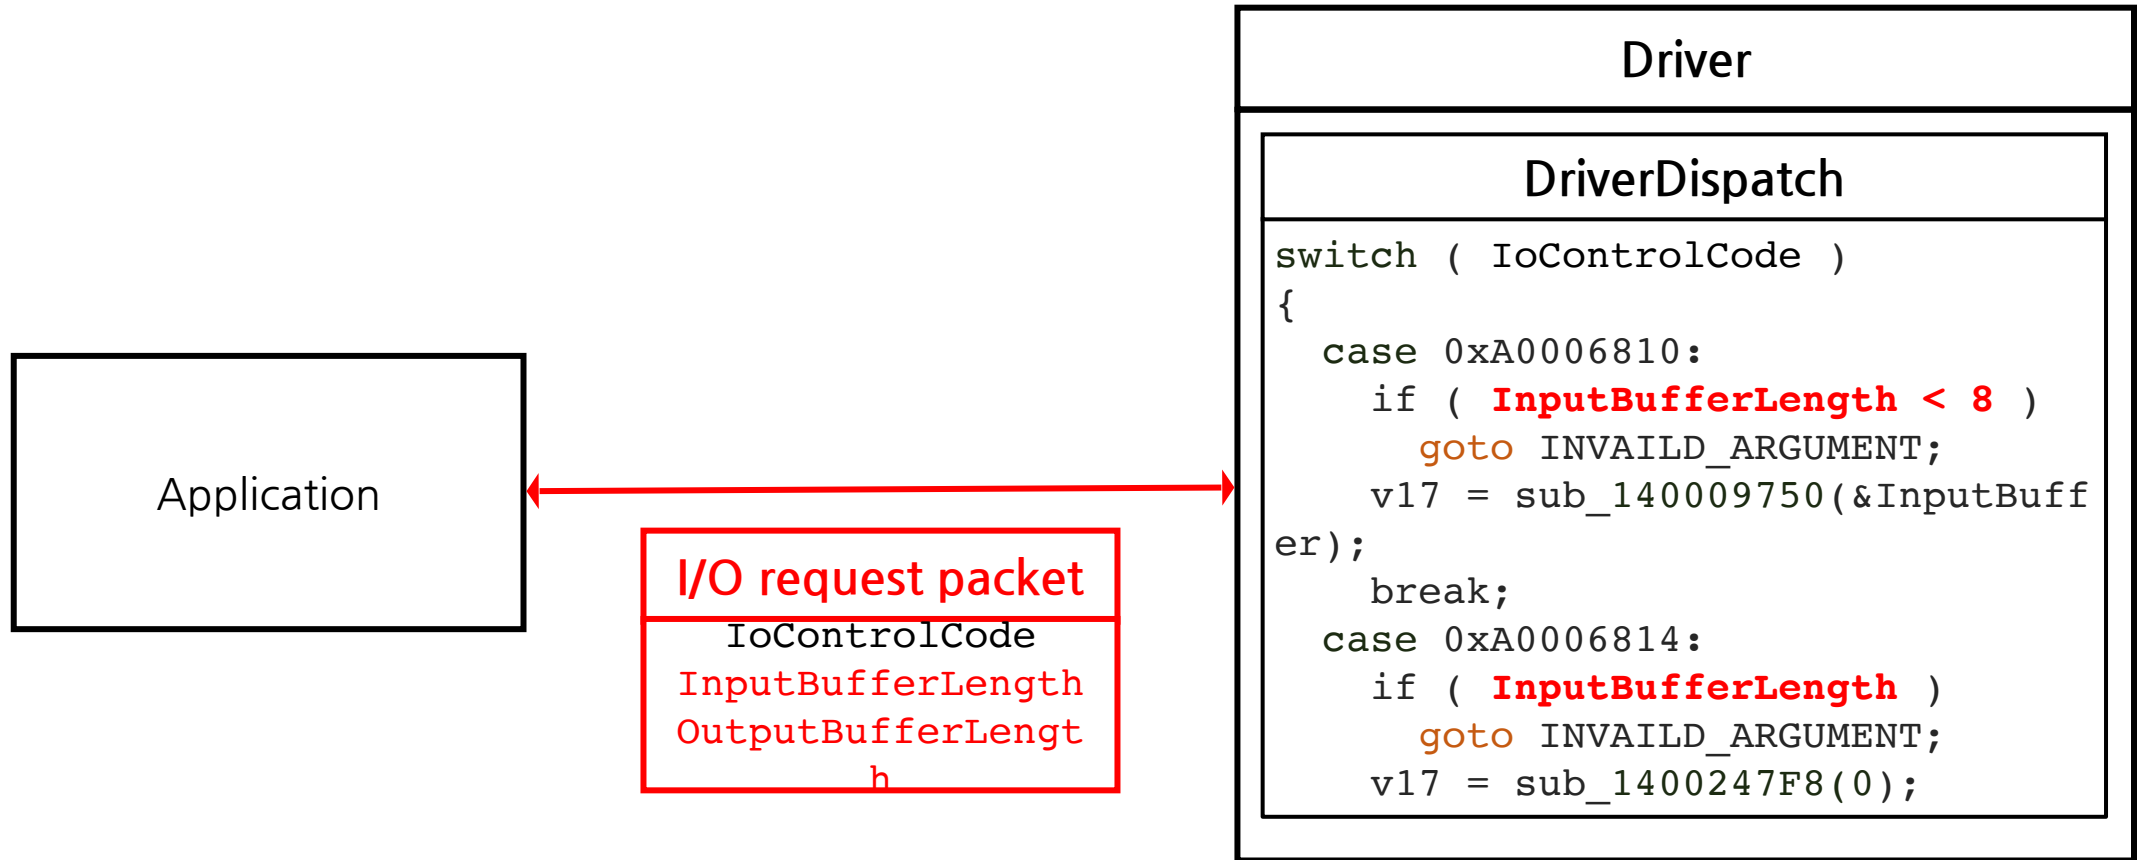 Driver
DriverDispatch
switch ( IoControlCode )
{
case 0xA0006810:
if ( InputBufferLength < 8 )
goto INVAILD_ARGUMENT;
v17 = sub_140009750(&InputBuff
er);
break;
case 0xA0006814:
if ( InputBufferLength )
goto INVAILD_ARGUMENT;
v17 = sub_1400247F8(0);
Application
I/O request packet
IoControlCode
InputBufferLength
OutputBufferLengt
h